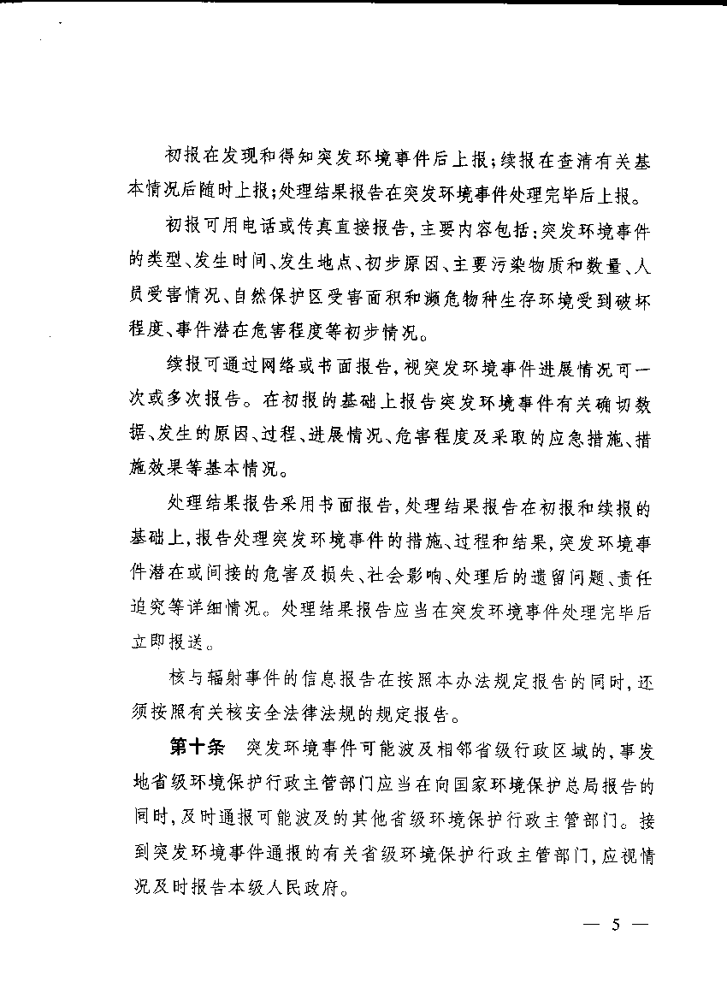 初报在发现和得知突发环境事件后上报;续报在查清有关基
本情况后随时上报;处理结果报告在突发环境事件处理完毕后上报。
初报可用电话或传真直接报告,主要内容包括:突发环境事件
的类型、发生时间、发生地点、初步原因、主要污染物质和数量、人
员受害情况、自然保护区受害面积和濒危物种生存环境受到破坏
程度、事件潜在危害程度等初步情况。
续报可通过网络或书面报告,视突发环境事件进展情况可一
次或多次报告。在初报的基础上报告突发环境事件有关确切数
据、发生的原因、过程、进展情况、危害程度及采取的应急措施、措
施效果等基本情况。
处理结果报告采用书面报告,处理结果报告在初报和续报的
基础上,报告处理突发环境事件的措施、过程和结果,突发环境事
件潜在或间接的危害及损失、社会影响、处理后的遗留问题、责任
追究等详细情况。处理结果报告应当在突发环境事件处理完毕后
立即报送。
核与辐射事件的信息报告在按照本办法规定报告的同时,还
须按照有关核安全法律法规的规定报告。
第十条 突发环境事件可能波及相邻省级行政区域的,事发
地省级环境保护行政主管部门应当在向国家环境保护总局报告的
同时,及时通报可能波及的其他省级环境保护行政主管部门。接
到突发环境事件通报的有关省级环境保护行政主管部门,应视情
况及时报告本级人民政府。
— 5 —